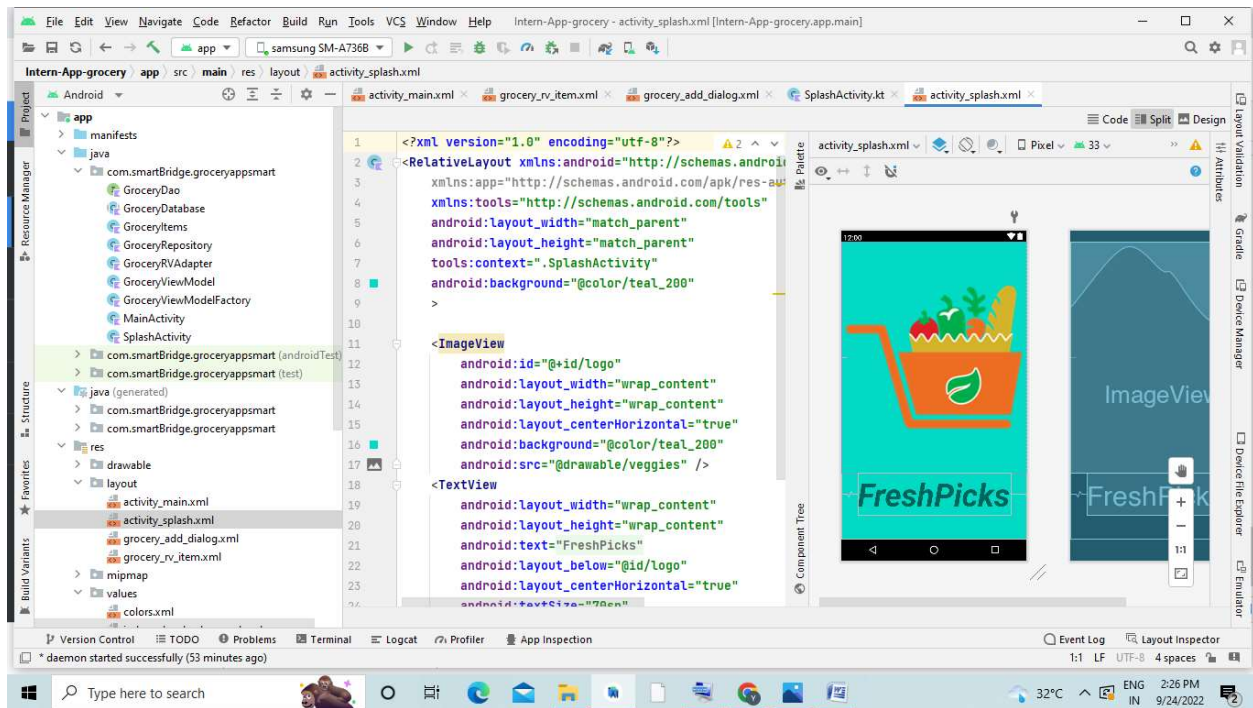 File Edit View Navigate Code Refactor Build Run Tools VCS Window Help Intern-App-grocery - activity_splash.xml [Intern-App-grocery.app.main]
app samsung SM-A736B
Intern-App-grocery app src main res layout activity_splash.xml
Android activity_main.xml grocery_rv_item.xml grocery_add_dialog.xml SplashActivity.kt activity_splash.xml
Code Split Design
Project
Resource Manager
Structure
Favorites
Build Variants
app
manifests
java
com.smartBridge.groceryappsmart
GroceryDao
GroceryDatabase
GroceryItems
GroceryRepository
GroceryRVAdapter
GroceryViewModel
GroceryViewModelFactory
MainActivity
SplashActivity
com.smartBridge.groceryappsmart (androidTest)
com.smartBridge.groceryappsmart (test)
java (generated)
com.smartBridge.groceryappsmart
com.smartBridge.groceryappsmart
res
drawable
layout
activity_main.xml
activity_splash.xml
grocery_add_dialog.xml
grocery_rv_item.xml
mipmap
values
colors.xml
1 <?xml version="1.0" encoding="utf-8"?> 2
2 <RelativeLayout xmlns:android="http://schemas.androi
3 xmlns:app="http://schemas.android.com/apk/res-au
4 xmlns:tools="http://schemas.android.com/tools"
5 android:layout_width="match_parent"
6 android:layout_height="match_parent"
7 tools:context=".SplashActivity"
8 android:background="@color/teal_200"
9 >
10
11 <ImageView
12 android:id="@+id/logo"
13 android:layout_width="wrap_content"
14 android:layout_height="wrap_content"
15 android:layout_centerHorizontal="true"
16 android:background="@color/teal_200"
17 android:src="@drawable/veggies" />
18 <TextView
19 android:layout_width="wrap_content"
20 android:layout_height="wrap_content"
21 android:text="FreshPicks"
22 android:layout_below="@id/logo"
23 android:layout_centerHorizontal="true"
24 android:textSize="70sp"
Palette
Component Tree
activity_splash.xml Pixel 33
12:00
FreshPicks
ImageView
FreshP k
1:1
Layout Validation
Attributes
Gradle
Device Manager
Device File Explorer
Emulator
Version Control TODO Problems Terminal Logcat Profiler App Inspection Event Log Layout Inspector
* daemon started successfully (53 minutes ago) 1:1 LF UTF-8 4 spaces
Type here to search 32°C ENG 2:26 PM
IN 9/24/2022 2